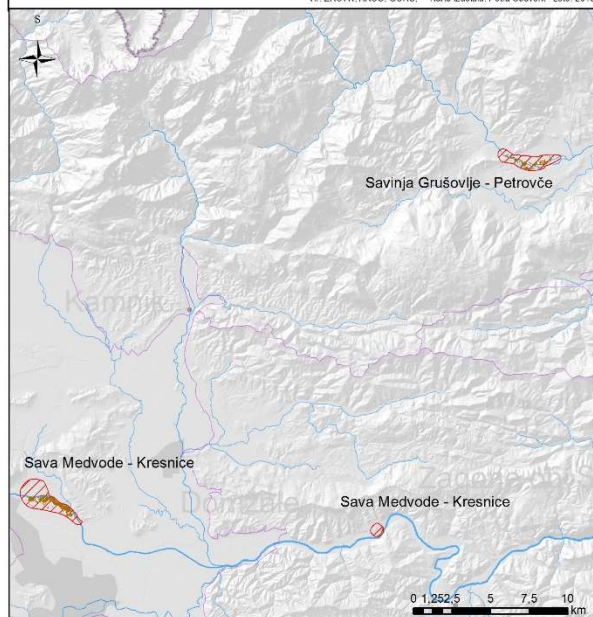 S
Savinja Grušovlje - Petrovče
Kamnik
Sava Medvode - Kresnice
Domžale
Sava Medvode - Kresnice
0 1,252,5 5 7,5 10
km